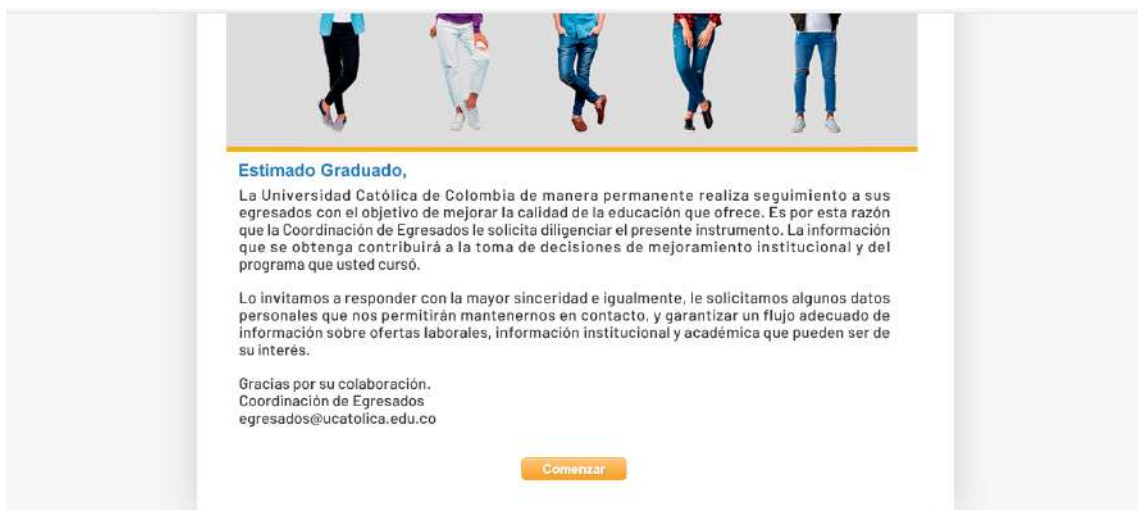 Estimado Graduado,
La Universidad Católica de Colombia de manera permanente realiza seguimiento a sus
egresados con el objetivo de mejorar la calidad de la educación que ofrece. Es por esta razón
que la Coordinación de Egresados le solicita diligenciar el presente instrumento. La información
que se obtenga contribuirá a la toma de decisiones de mejoramiento institucional y del
programa que usted cursó.
Lo invitamos a responder con la mayor sinceridad e igualmente, le solicitamos algunos datos
personales que nos permitirán mantenernos en contacto, y garantizar un flujo adecuado de
información sobre ofertas laborales, información institucional y académica que pueden ser de
su interés.
Gracias por su colaboración.
Coordinación de Egresados
egresados@ucatolica.edu.co
Comenzar